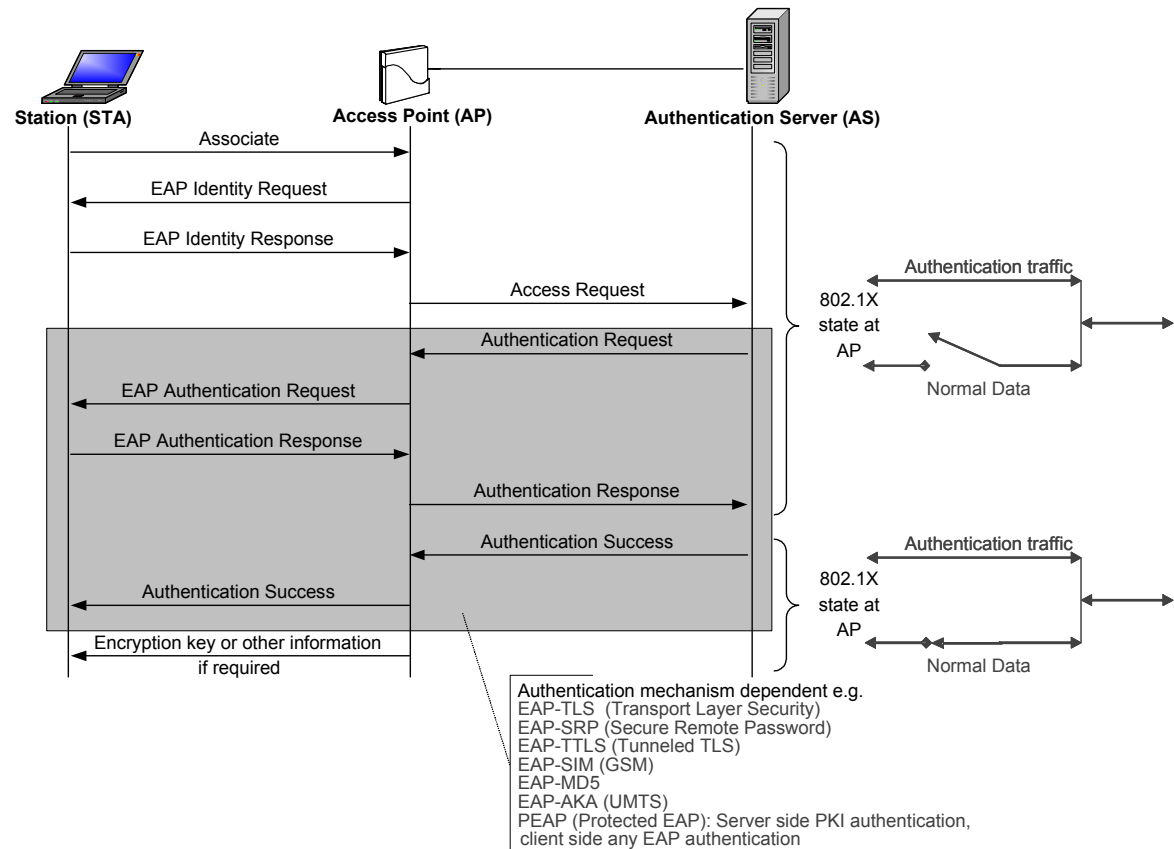 Station (STA)
Access Point (AP)
Authentication Server (AS)
Associate
EAP Identity Request
EAP Identity Response
Access Request
Authentication Request
EAP Authentication Request
EAP Authentication Response
Authentication Response
Authentication Success
Authentication Success
Encryption key or other information
if required
Authentication traffic
802.1X
state at
AP
Normal Data
Authentication traffic
802.1X
state at
AP
Normal Data
Authentication mechanism dependent e.g.
EAP-TLS (Transport Layer Security)
EAP-SRP (Secure Remote Password)
EAP-TTLS (Tunneled TLS)
EAP-SIM (GSM)
EAP-MD5
EAP-AKA (UMTS)
PEAP (Protected EAP): Server side PKI authentication,
client side any EAP authentication